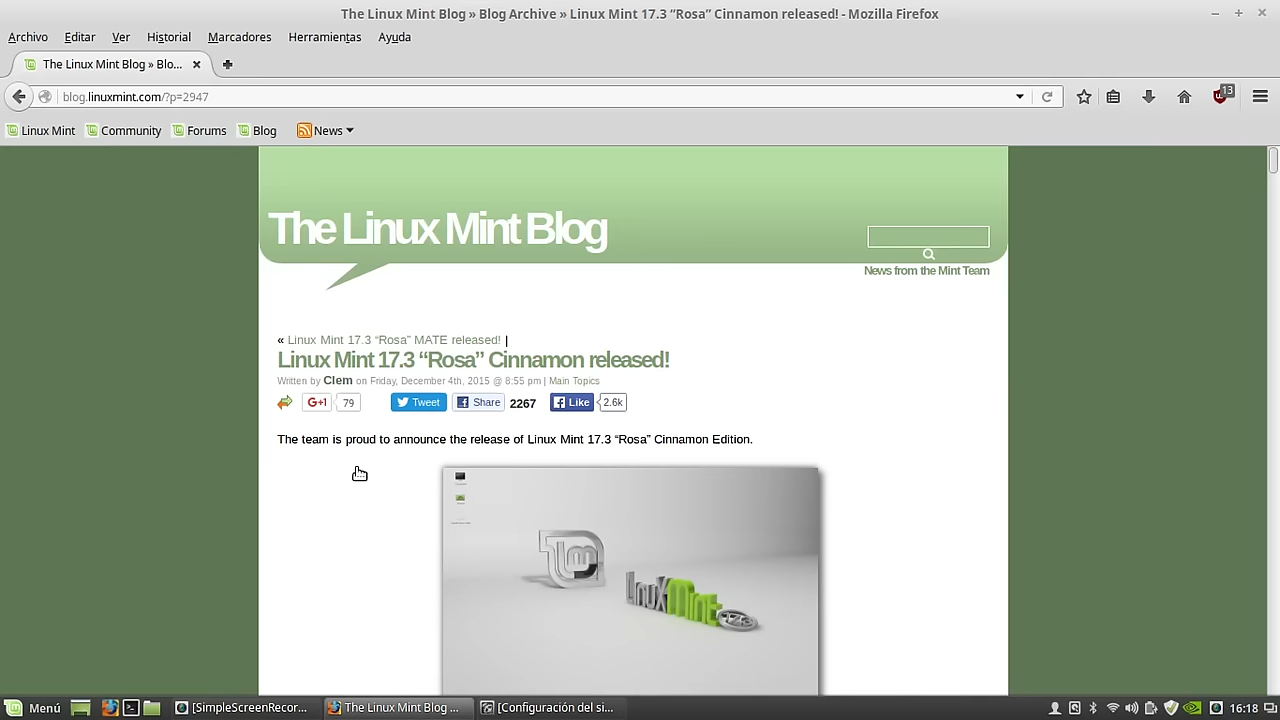 The Linux Mint Blog » Blog Archive » Linux Mint 17.3 “Rosa” Cinnamon released! - Mozilla Firefox
Archivo Editar Ver Historial Marcadores Herramientas Ayuda
The Linux Mint Blog » Blo...
blog.linuxmint.com/?p=2947
13
Linux Mint Community Forums Blog News
The Linux Mint Blog
News from the Mint Team
« Linux Mint 17.3 “Rosa” MATE released! |
Linux Mint 17.3 “Rosa” Cinnamon released!
Written by Clem on Friday, December 4th, 2015 @ 8:55 pm | Main Topics
G+1 79 Tweet Share 2267 Like 2.6k
The team is proud to announce the release of Linux Mint 17.3 “Rosa” Cinnamon Edition.
LinuxMint 17.3
Menú [SimpleScreenRecor... The Linux Mint Blog ... [Configuración del si... 16:18